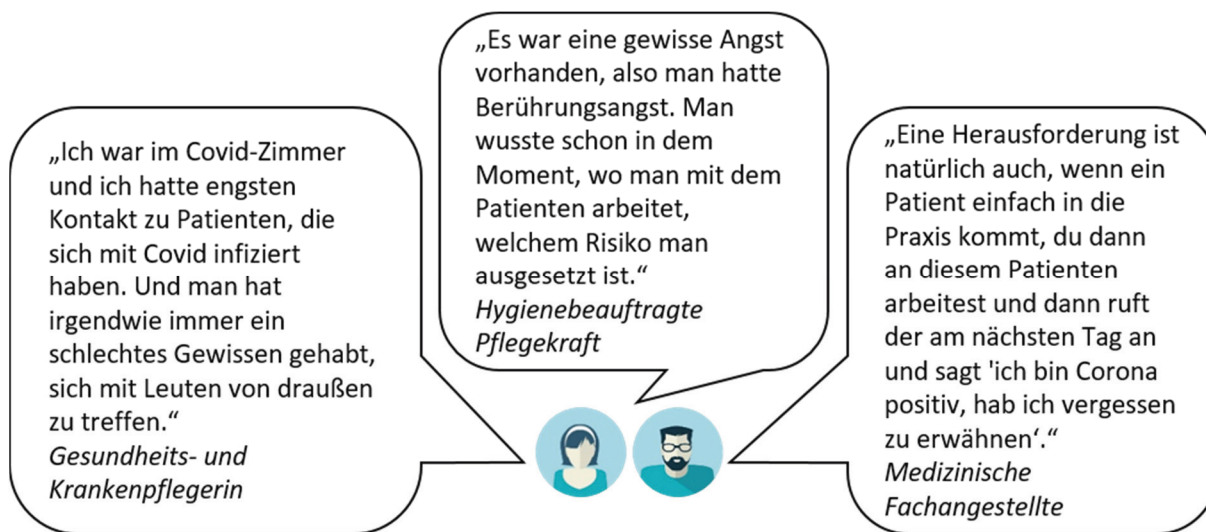 „Ich war im Covid-Zimmer
und ich hatte engsten
Kontakt zu Patienten, die
sich mit Covid infiziert
haben. Und man hat
irgendwie immer ein
schlechtes Gewissen gehabt,
sich mit Leuten von draußen
zu treffen.“
Gesundheits- und
Krankenpflegerin
„Es war eine gewisse Angst
vorhanden, also man hatte
Berührungsangst. Man
wusste schon in dem
Moment, wo man mit dem
Patienten arbeitet,
welchem Risiko man
ausgesetzt ist.“
Hygienebeauftragte
Pflegekraft
„Eine Herausforderung ist
natürlich auch, wenn ein
Patient einfach in die
Praxis kommt, du dann
an diesem Patienten
arbeitest und dann ruft
der am nächsten Tag an
und sagt 'ich bin Corona
positiv, hab ich vergessen
zu erwähnen‘.“
Medizinische
Fachangestellte